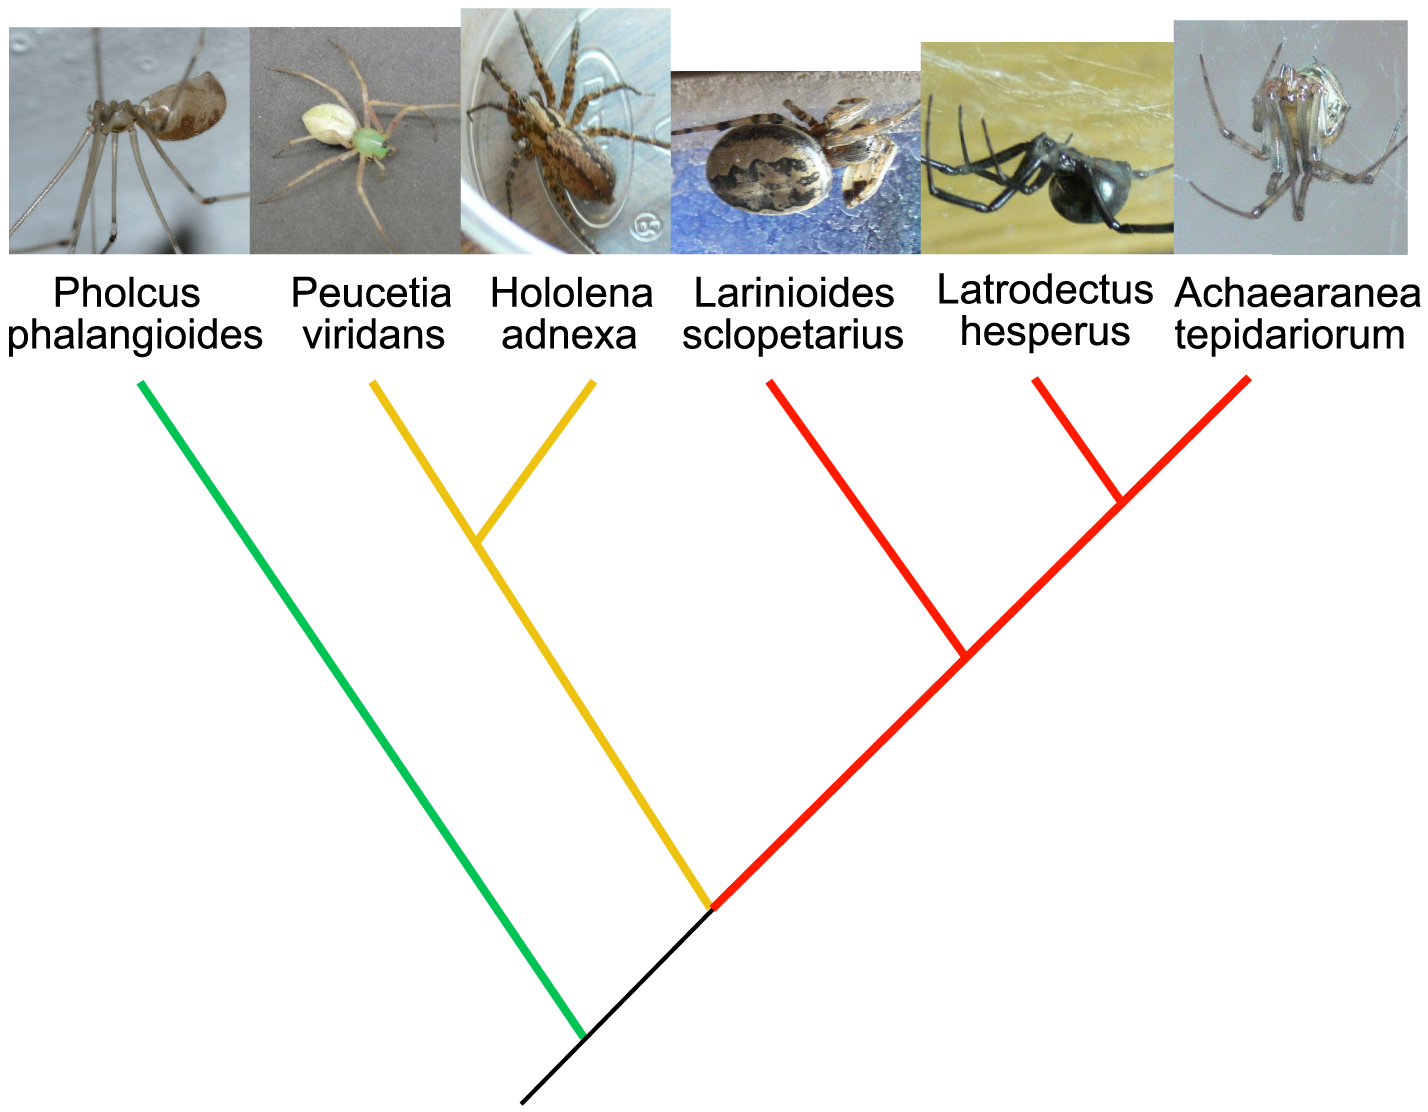 Pholcus
phalangioides
Peucetia
viridans
Hololena
adnexa
Larinioides
sclopetarius
Latrodectus
hesperus
Achaearanea
tepidariorum